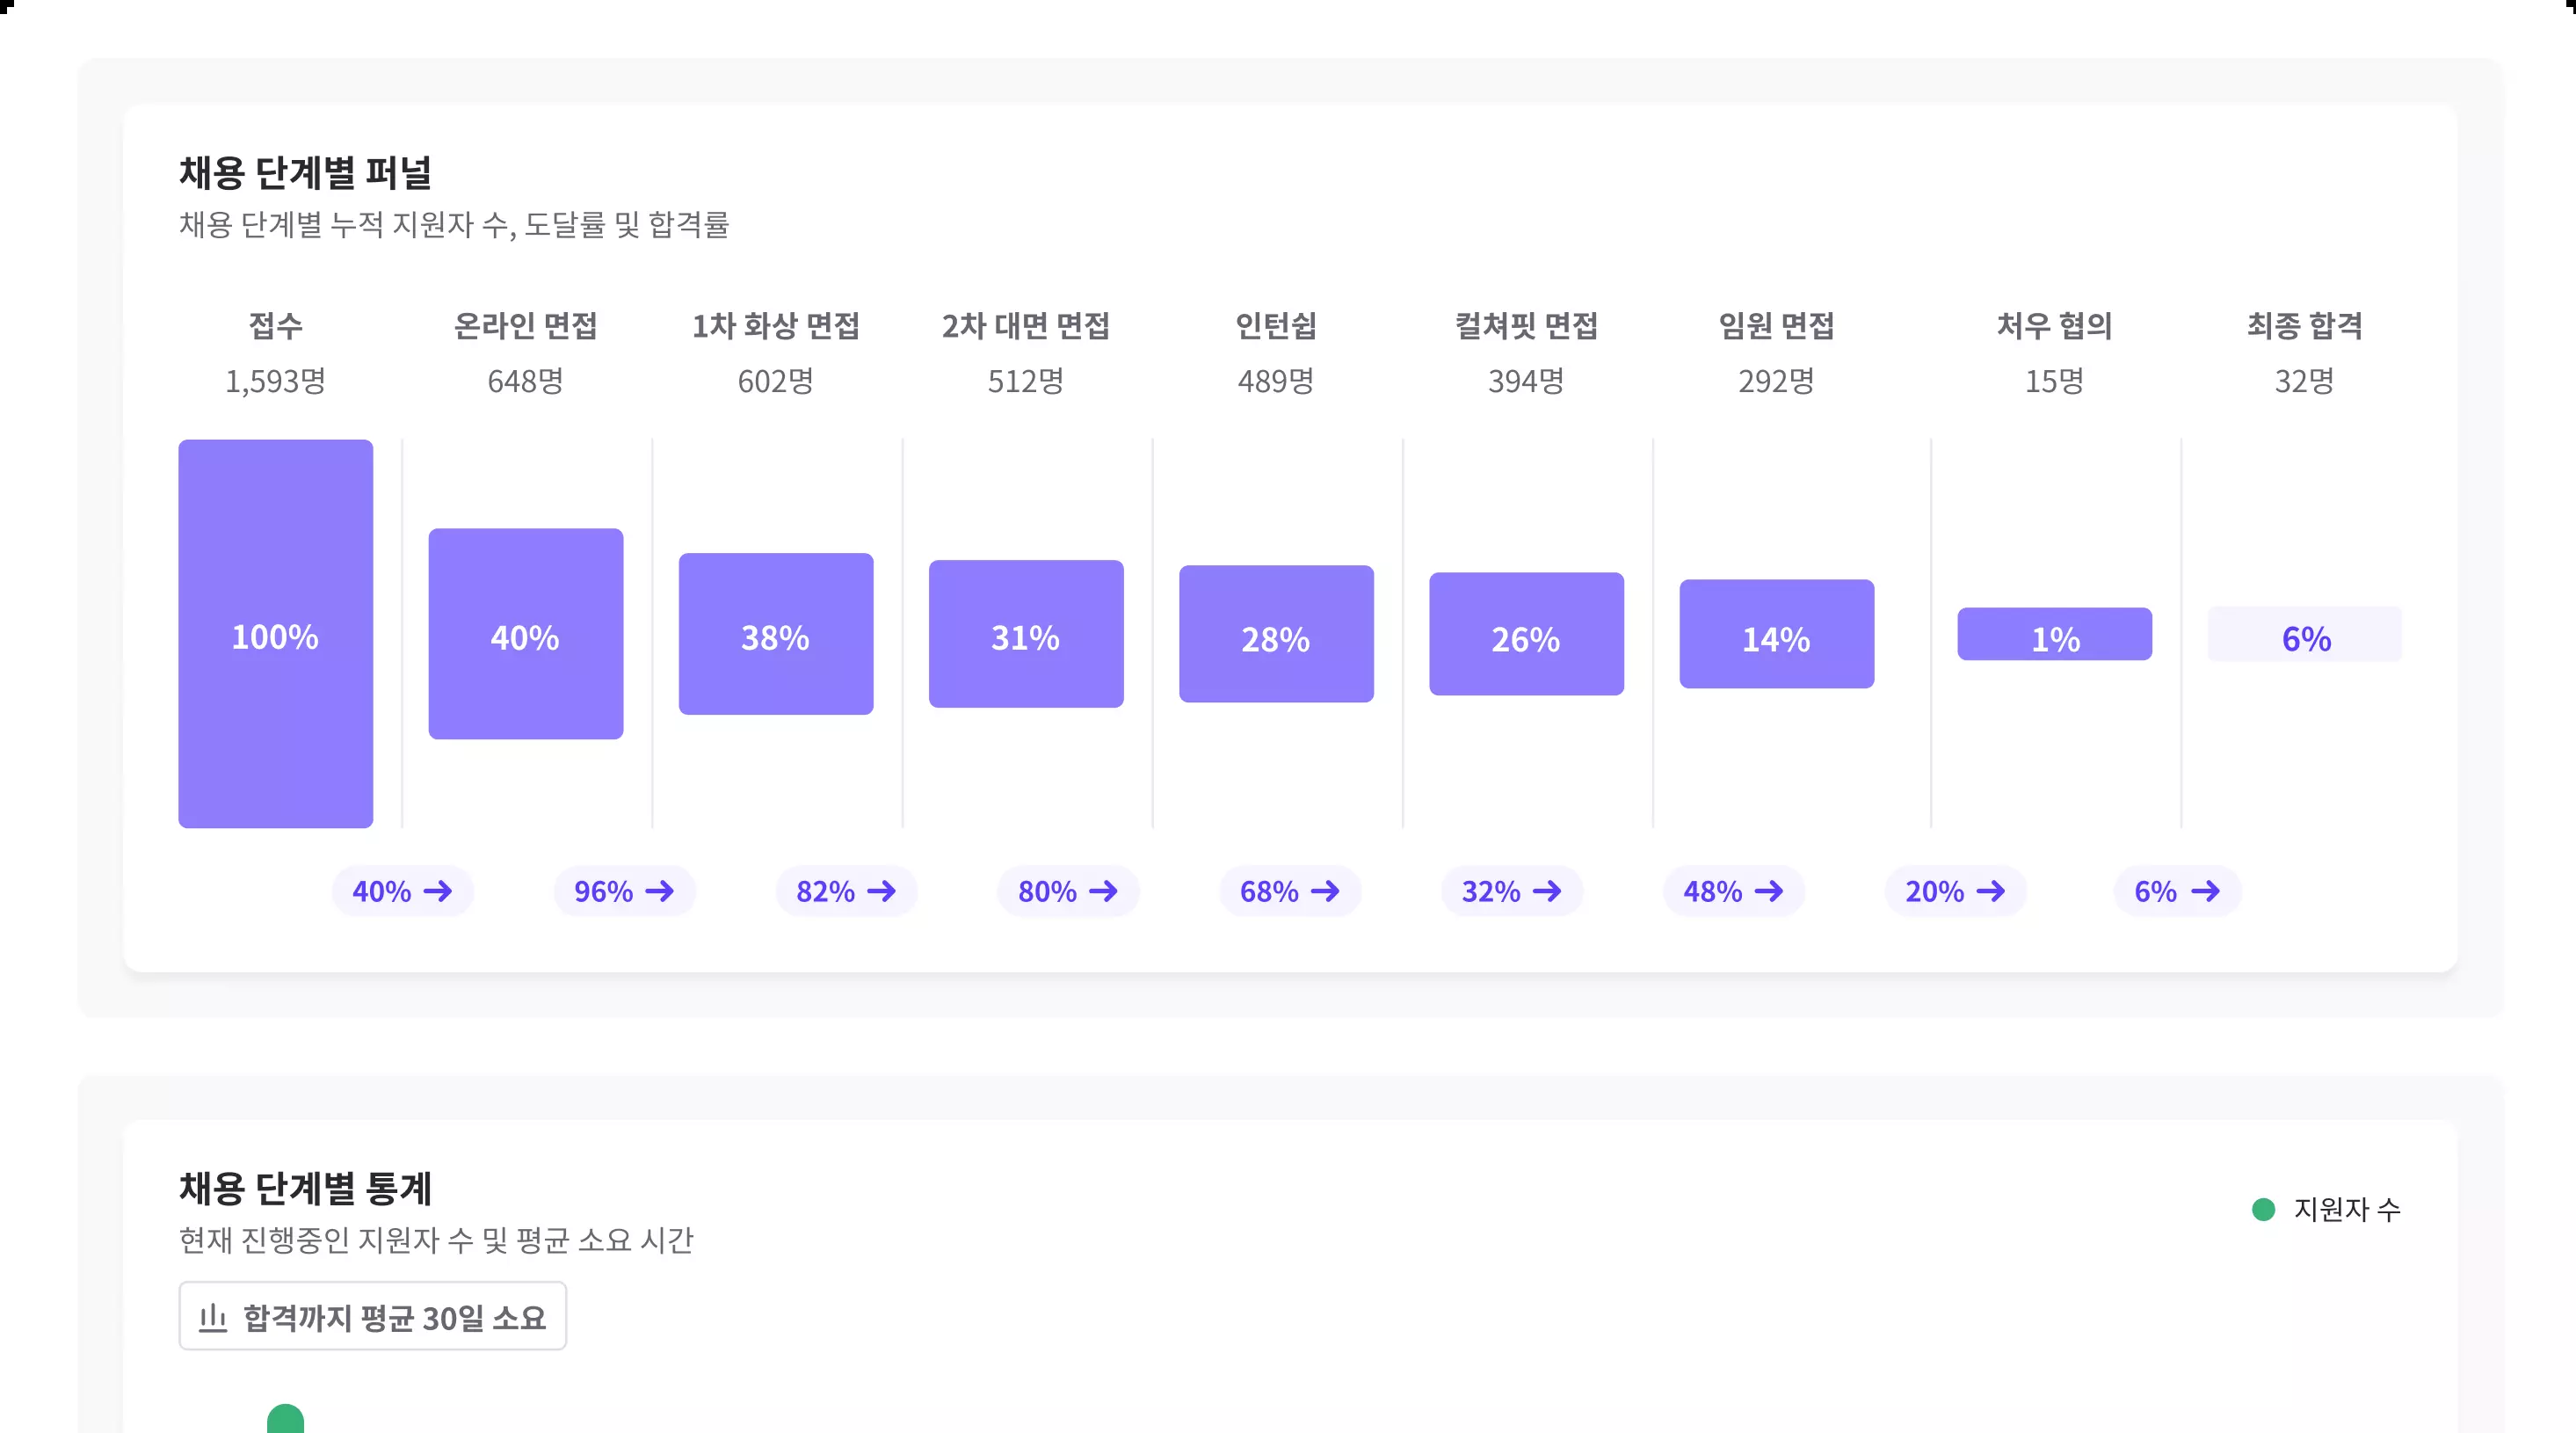 채용 단계별 퍼널
채용 단계별 누적 지원자 수, 도달률 및 합격률
접수 온라인 면접 1차 화상 면접 2차 대면 면접 인턴쉽 컬쳐핏 면접 임원 면접 처우 협의 최종 합격
1,593명 648명 602명 512명 489명 394명 292명 15명 32명
100% 40% 38% 31% 28% 26% 14% 1% 6%
40% → 96% → 82% → 80% → 68% → 32% → 48% → 20% → 6% →
채용 단계별 통계
지원자 수
현재 진행중인 지원자 수 및 평균 소요 시간
합격까지 평균 30일 소요